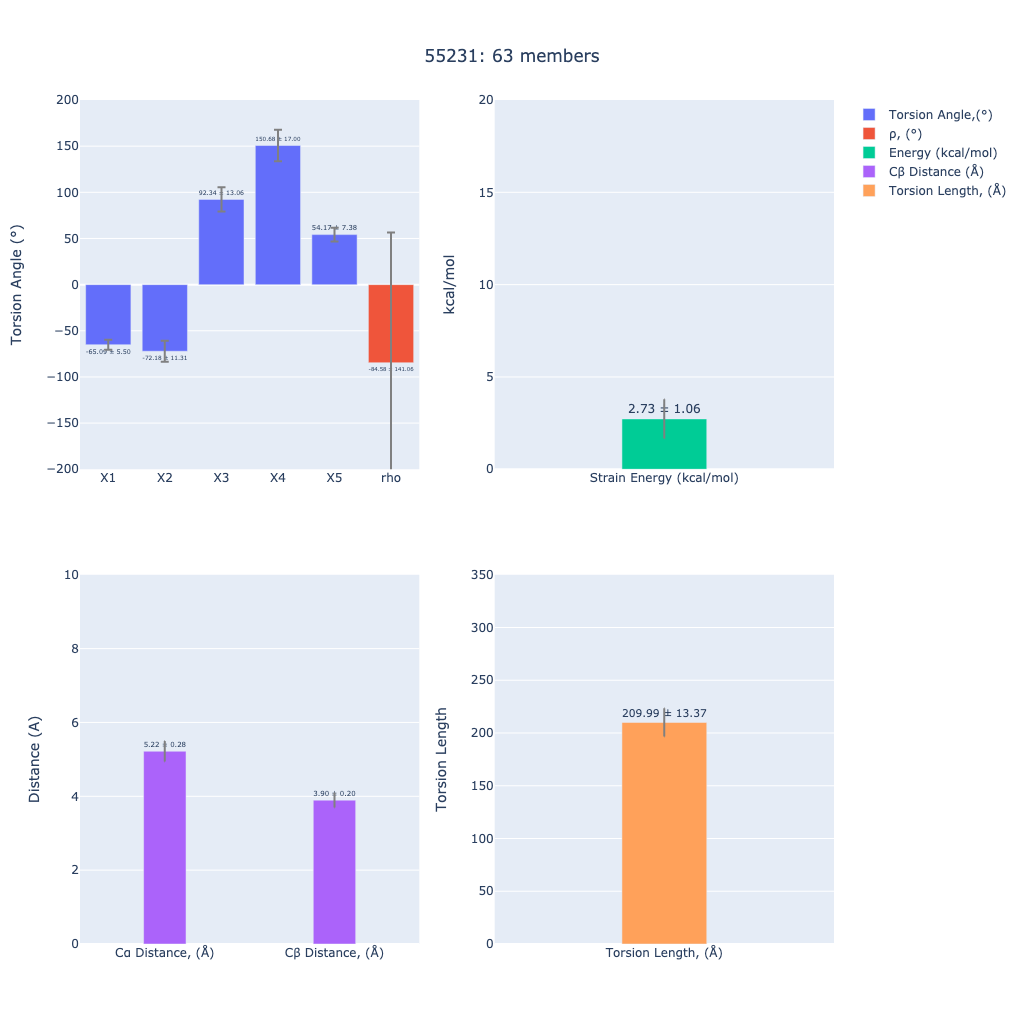 55231: 63 members
Torsion Angle (°)
200
150
100
50
0
−50
−100
−150
−200
-65.09 ± 5.50
-72.18 ± 11.31
92.34 ± 13.06
150.68 ± 17.00
54.17 ± 7.38
-84.58 ± 141.06
X1 X2 X3 X4 X5 rho
kcal/mol
20
15
10
5
0
2.73 ± 1.06
Strain Energy (kcal/mol)
Torsion Angle,(°)
ρ, (°)
Energy (kcal/mol)
Cβ Distance (Å)
Torsion Length, (Å)
Distance (A)
10
8
6
4
2
0
5.22 ± 0.28
3.90 ± 0.20
Cα Distance, (Å) Cβ Distance, (Å)
Torsion Length
350
300
250
200
150
100
50
0
209.99 ± 13.37
Torsion Length, (Å)